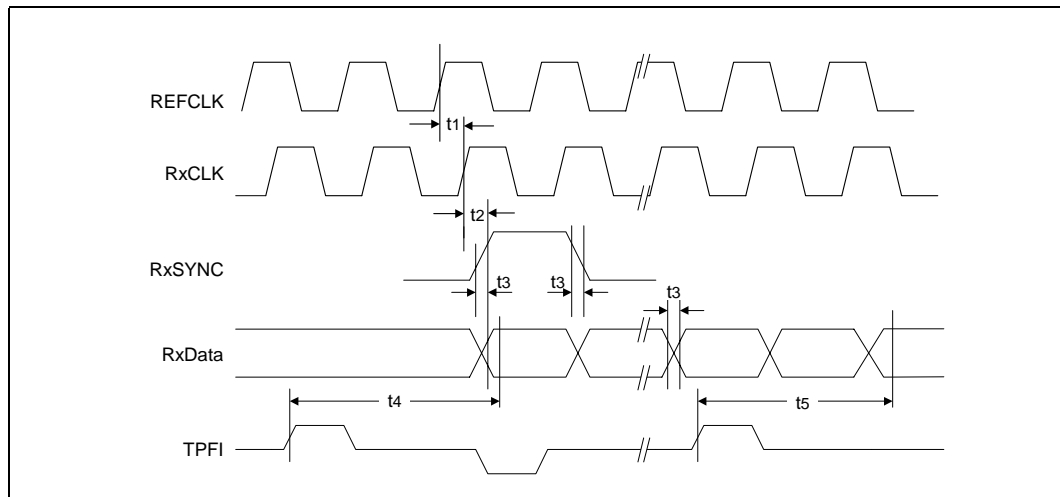 REFCLK
t1
RxCLK
t2
RxSYNC
t3
t3
t3
RxData
t4
t5
TPFI